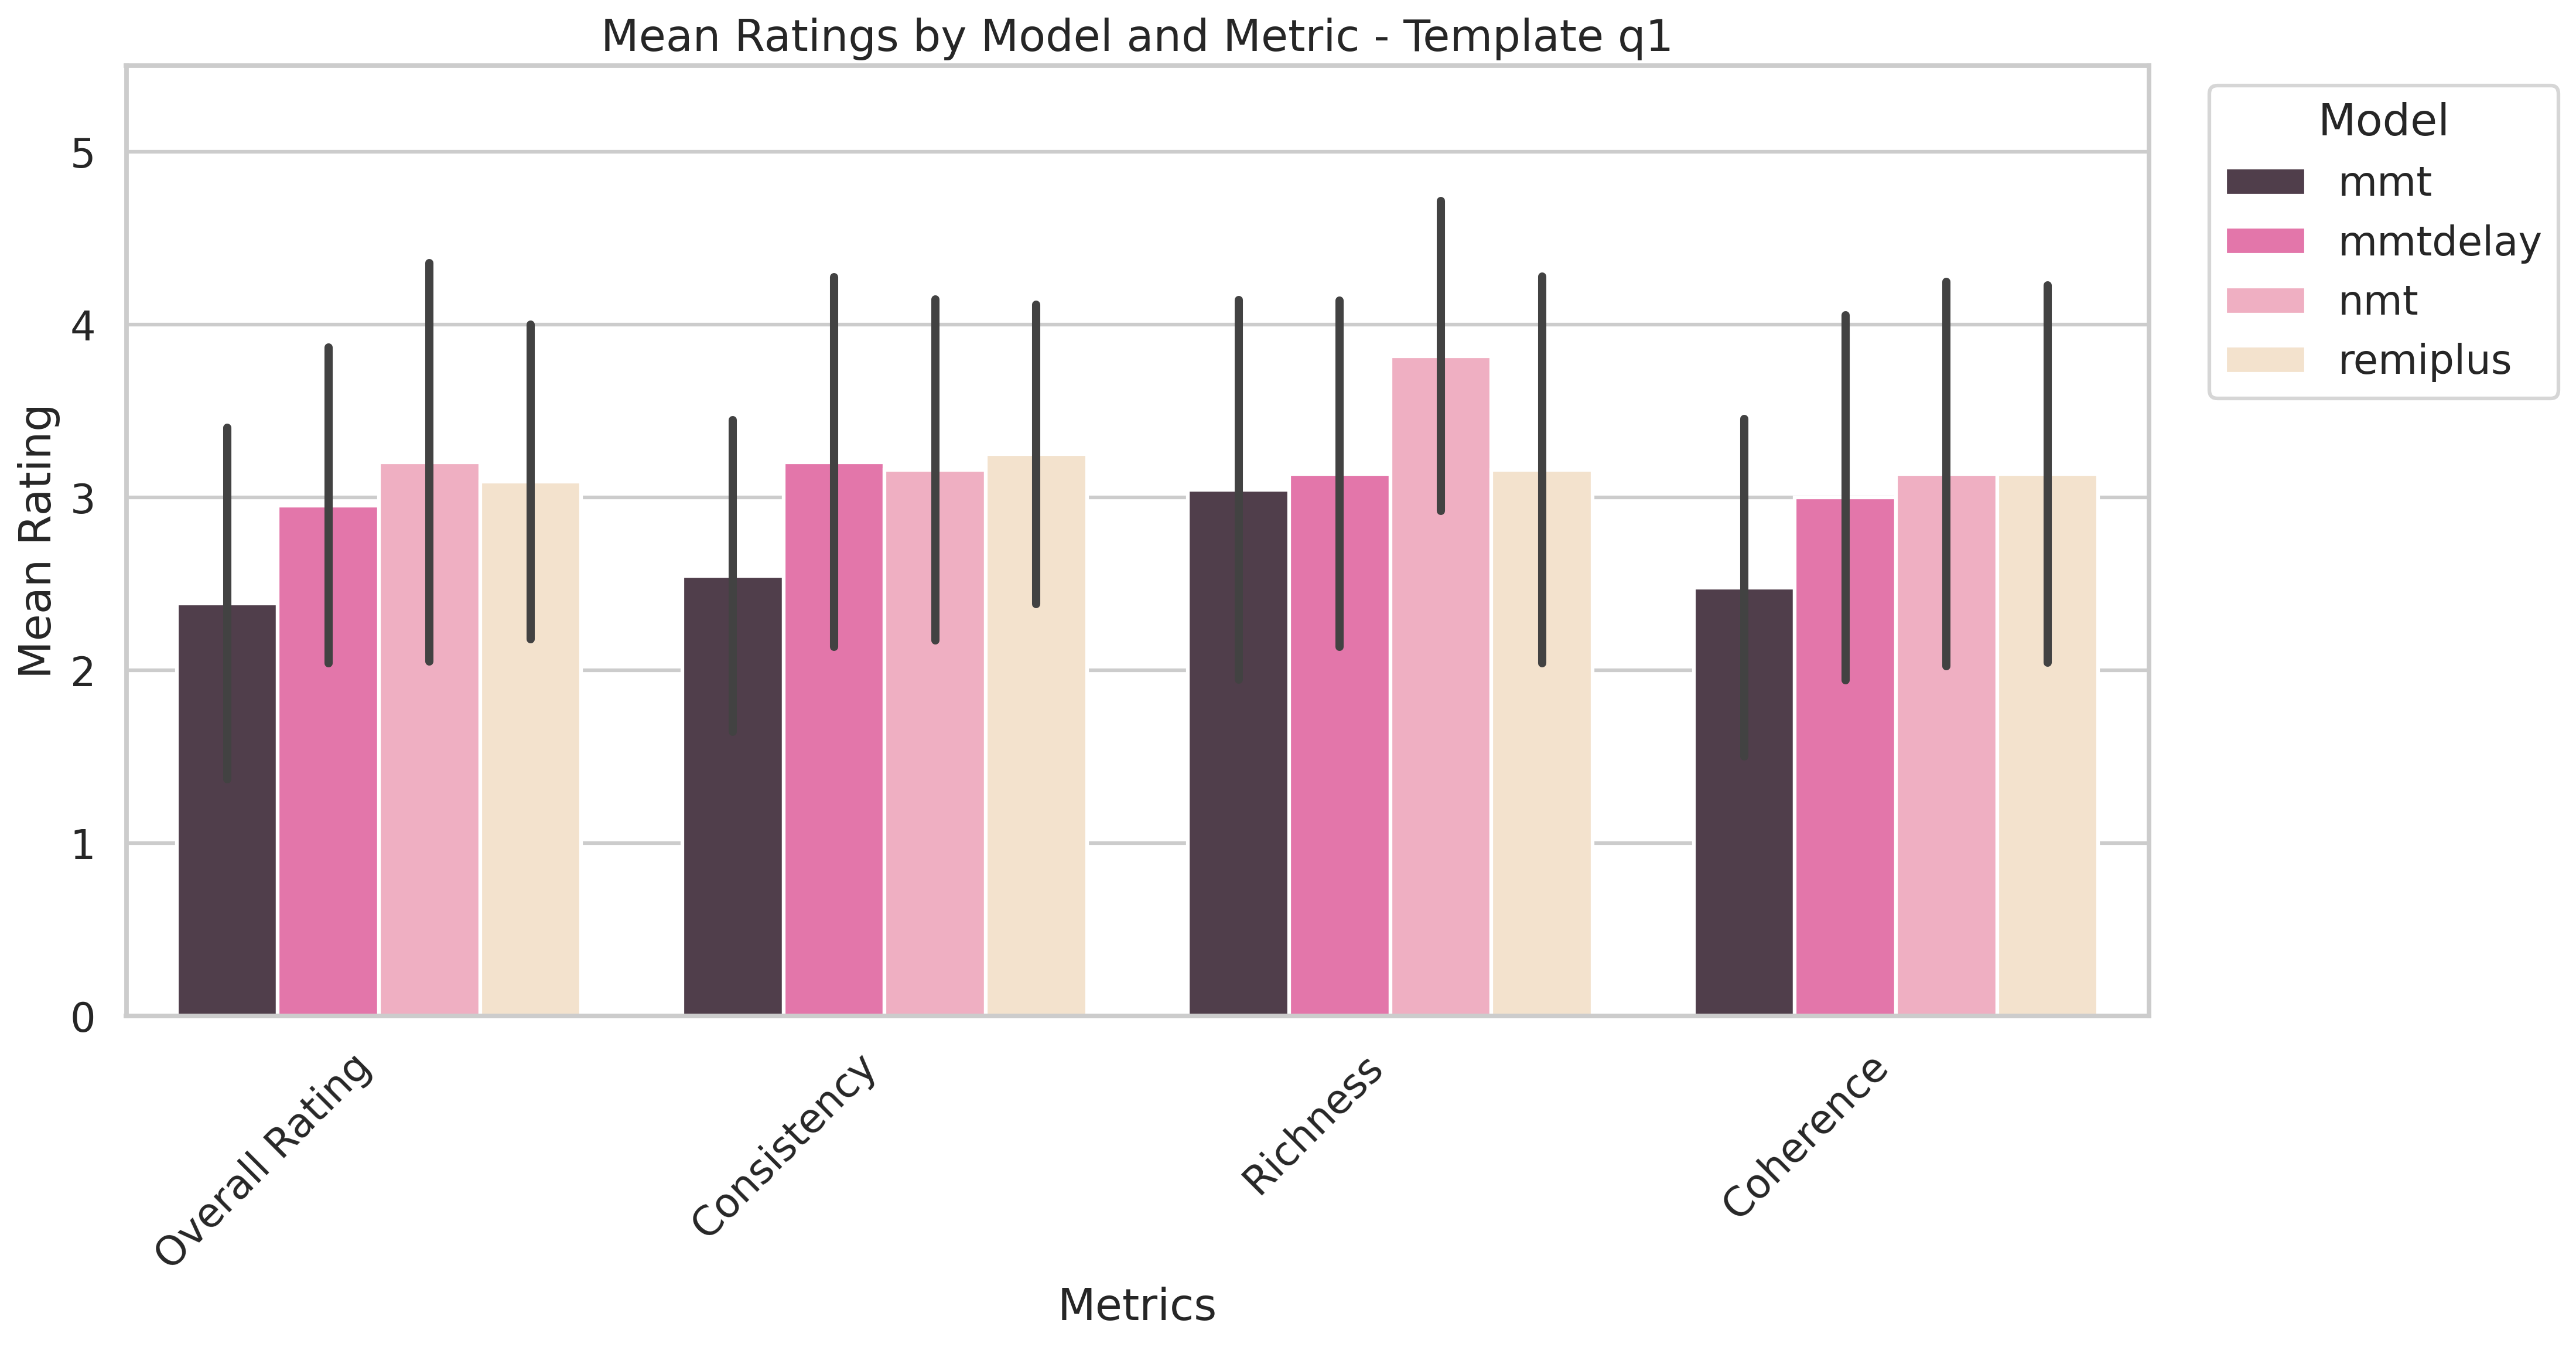 Mean Ratings by Model and Metric - Template q1
Mean Rating
5
4
3
2
1
0
Overall Rating
Consistency
Richness
Coherence
Metrics
Model
mmt
mmtdelay
nmt
remiplus